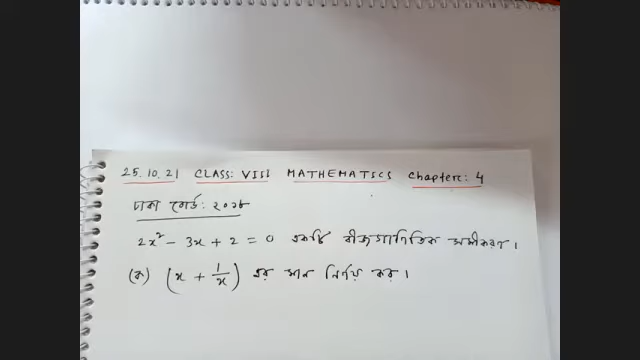 25.10.21 CLASS: VIII MATHEMATICS Chapter: 4
ঢাকা বোর্ড: ২০১৮
2x² - 3x + 2 = 0 একটি বীজগাণিতিক সমীকরণ।
(ক) (x + 1/x) এর মান নির্ণয় কর।